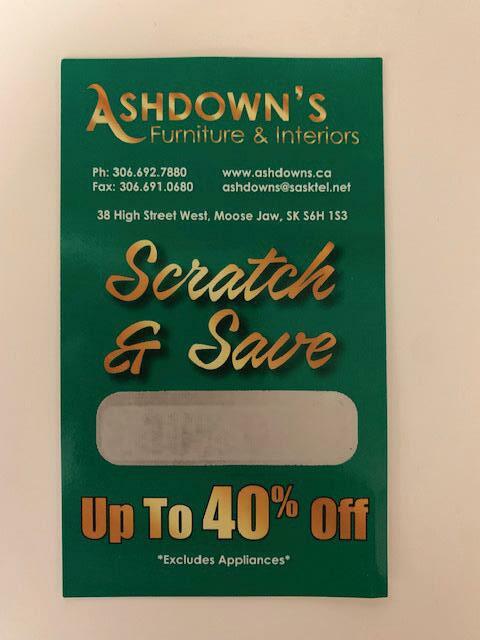 ASHDOWN'S
Furniture & Interiors
Ph: 306.692.7880 www.ashdowns.ca
Fax: 306.691.0680 ashdowns@sasktel.net
38 High Street West, Moose Jaw, SK S6H 1S3
Scratch
& Save
Up To 40% Off
*Excludes Appliances*